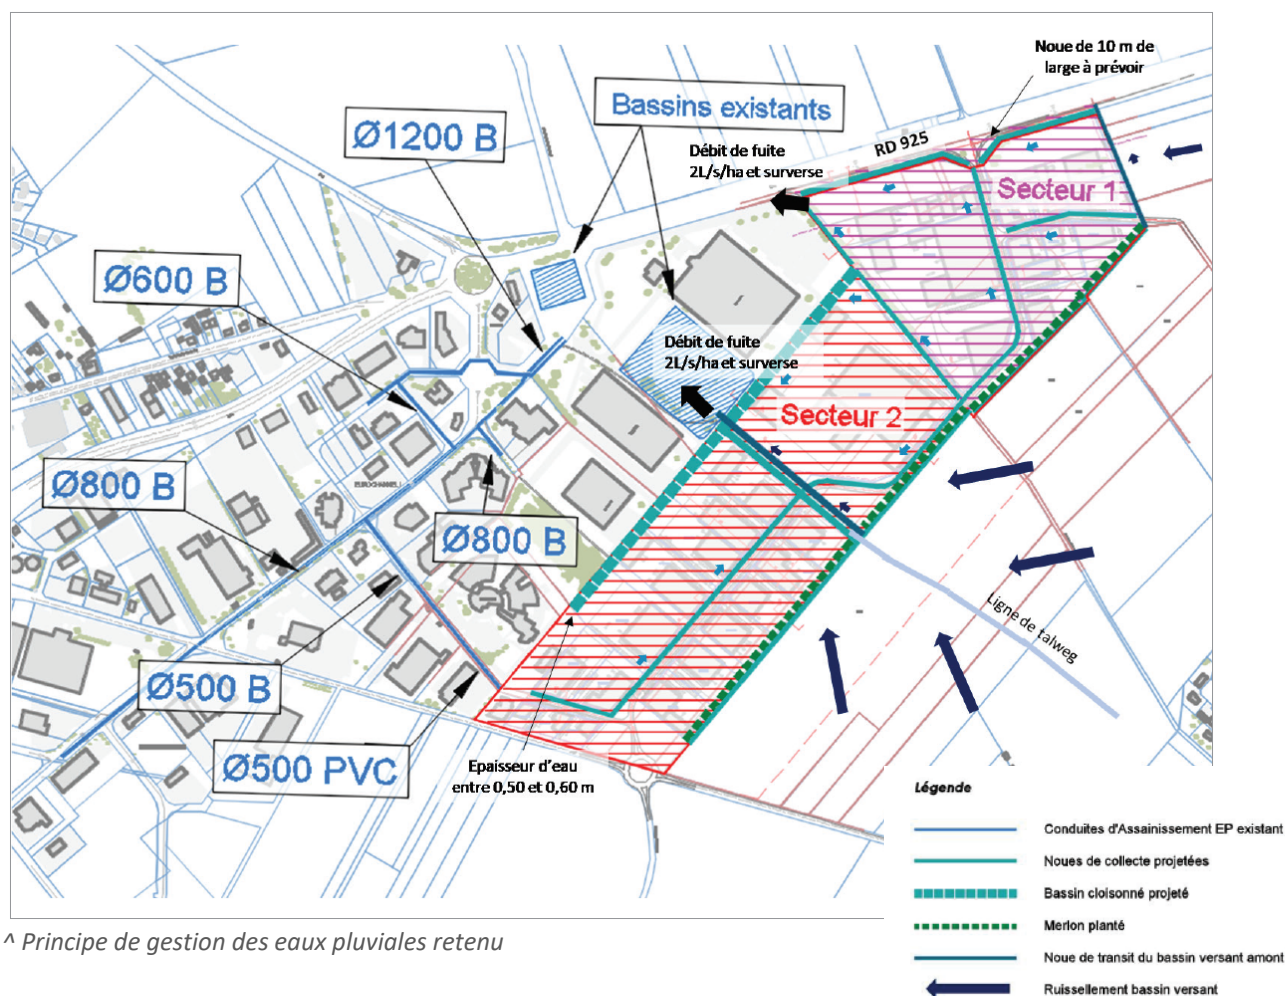 Noue de 10 m de
large à prévoir
Bassins existants
Ø1200 B
RD 925
Débit de fuite
2L/s/ha et surverse
Secteur 1
Ø600 B
Débit de fuite
2L/s/ha et surverse
Secteur 2
Ø800 B
EUROCHANNEL I
Ø800 B
Ligne de talweg
Ø500 B
Ø500 PVC
Epaisseur d'eau
entre 0,50 et 0,60 m
Légende
Conduites d'Assainissement EP existant
Noues de collecte projetées
Bassin cloisonné projeté
Merlon planté
Noue de transit du bassin versant amont
Ruissellement bassin versant
^ Principe de gestion des eaux pluviales retenu